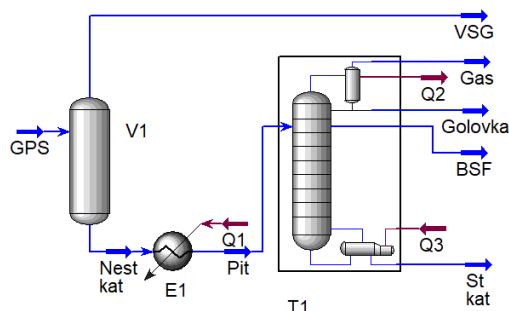 VSG
Gas
Q2
V1
GPS
Golovka
BSF
Q1
Q3
Nest
kat
Pit
E1
St
kat
T1